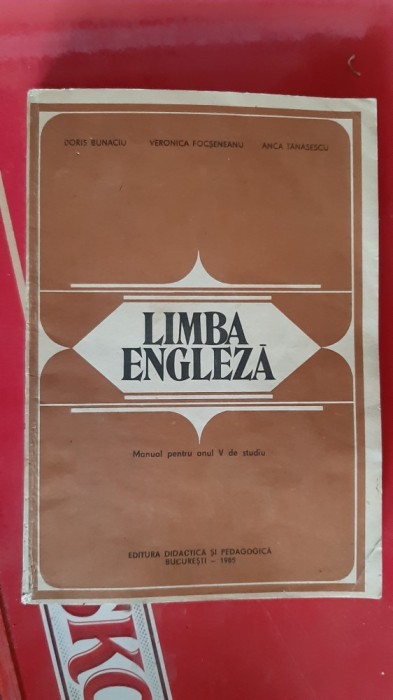 DORIS BUNACIU VERONICA FOCȘENEANU ANCA TĂNĂSESCU
LIMBA
ENGLEZĂ
Manual pentru anul V de studiu
EDITURA DIDACTICĂ ȘI PEDAGOGICĂ
BUCUREȘTI – 1985
SKO